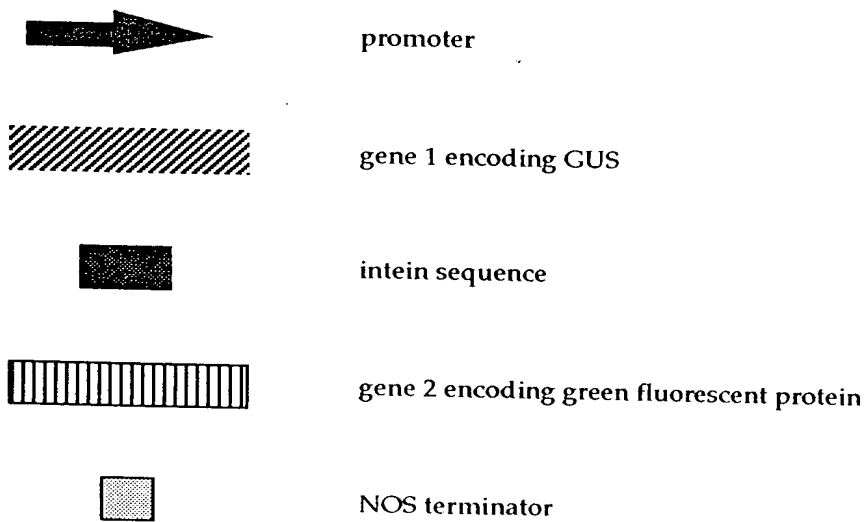 promoter
gene 1 encoding GUS
intein sequence
gene 2 encoding green fluorescent protein
NOS terminator